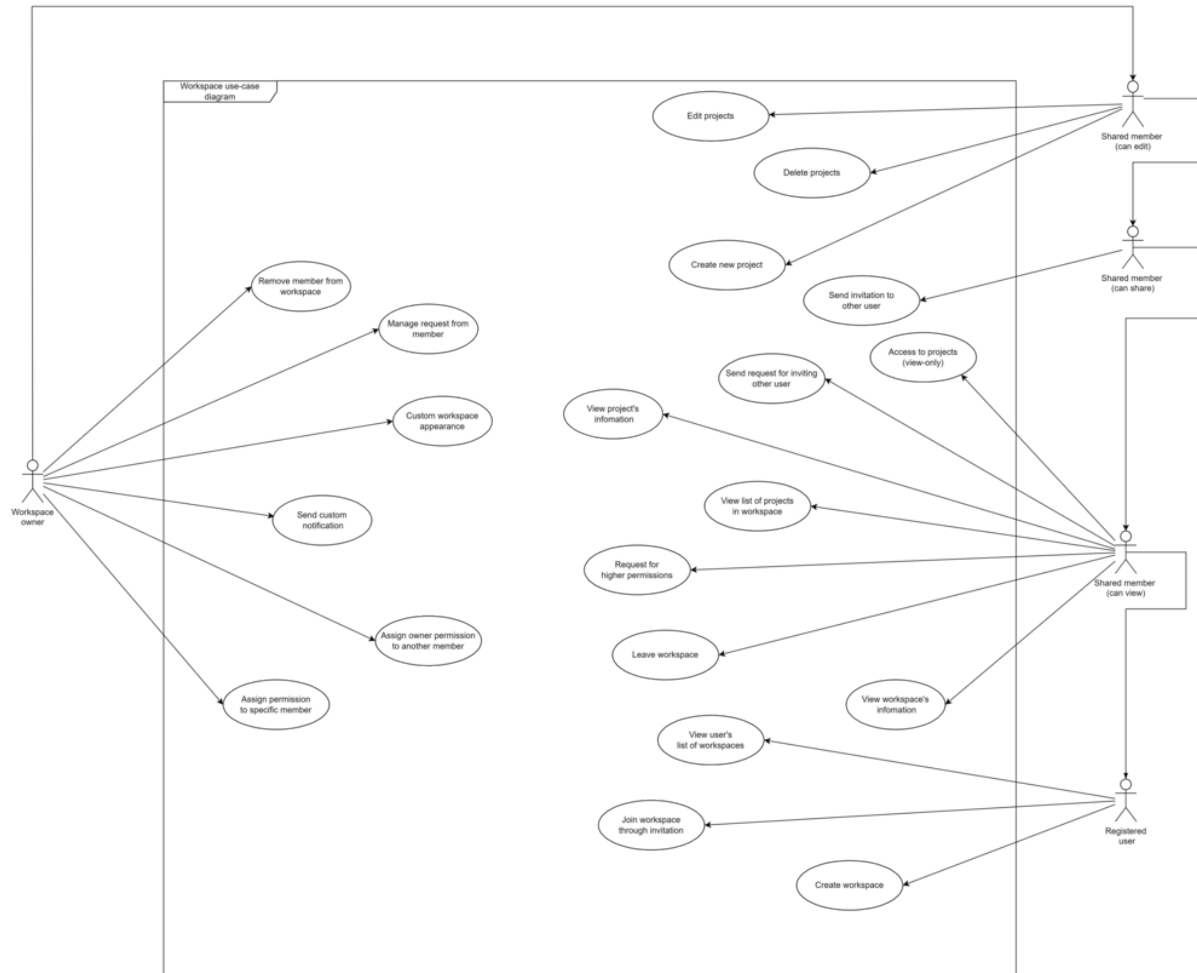 Workspace use-case
diagram
Edit projects
Shared member
(can edit)
Delete projects
Create new project
Shared member
(can share)
Remove member from
workspace
Send invitation to
other user
Manage request from
member
Access to projects
(view-only)
Send request for inviting
other user
View project's
infomation
Custom workspace
appearance
View list of projects
in workspace
Workspace
owner
Send custom
notification
Request for
higher permissions
Shared member
(can view)
Assign owner permission
to another member
Leave workspace
Assign permission
to specific member
View workspace's
infomation
View user's
list of workspaces
Join workspace
through invitation
Registered
user
Create workspace